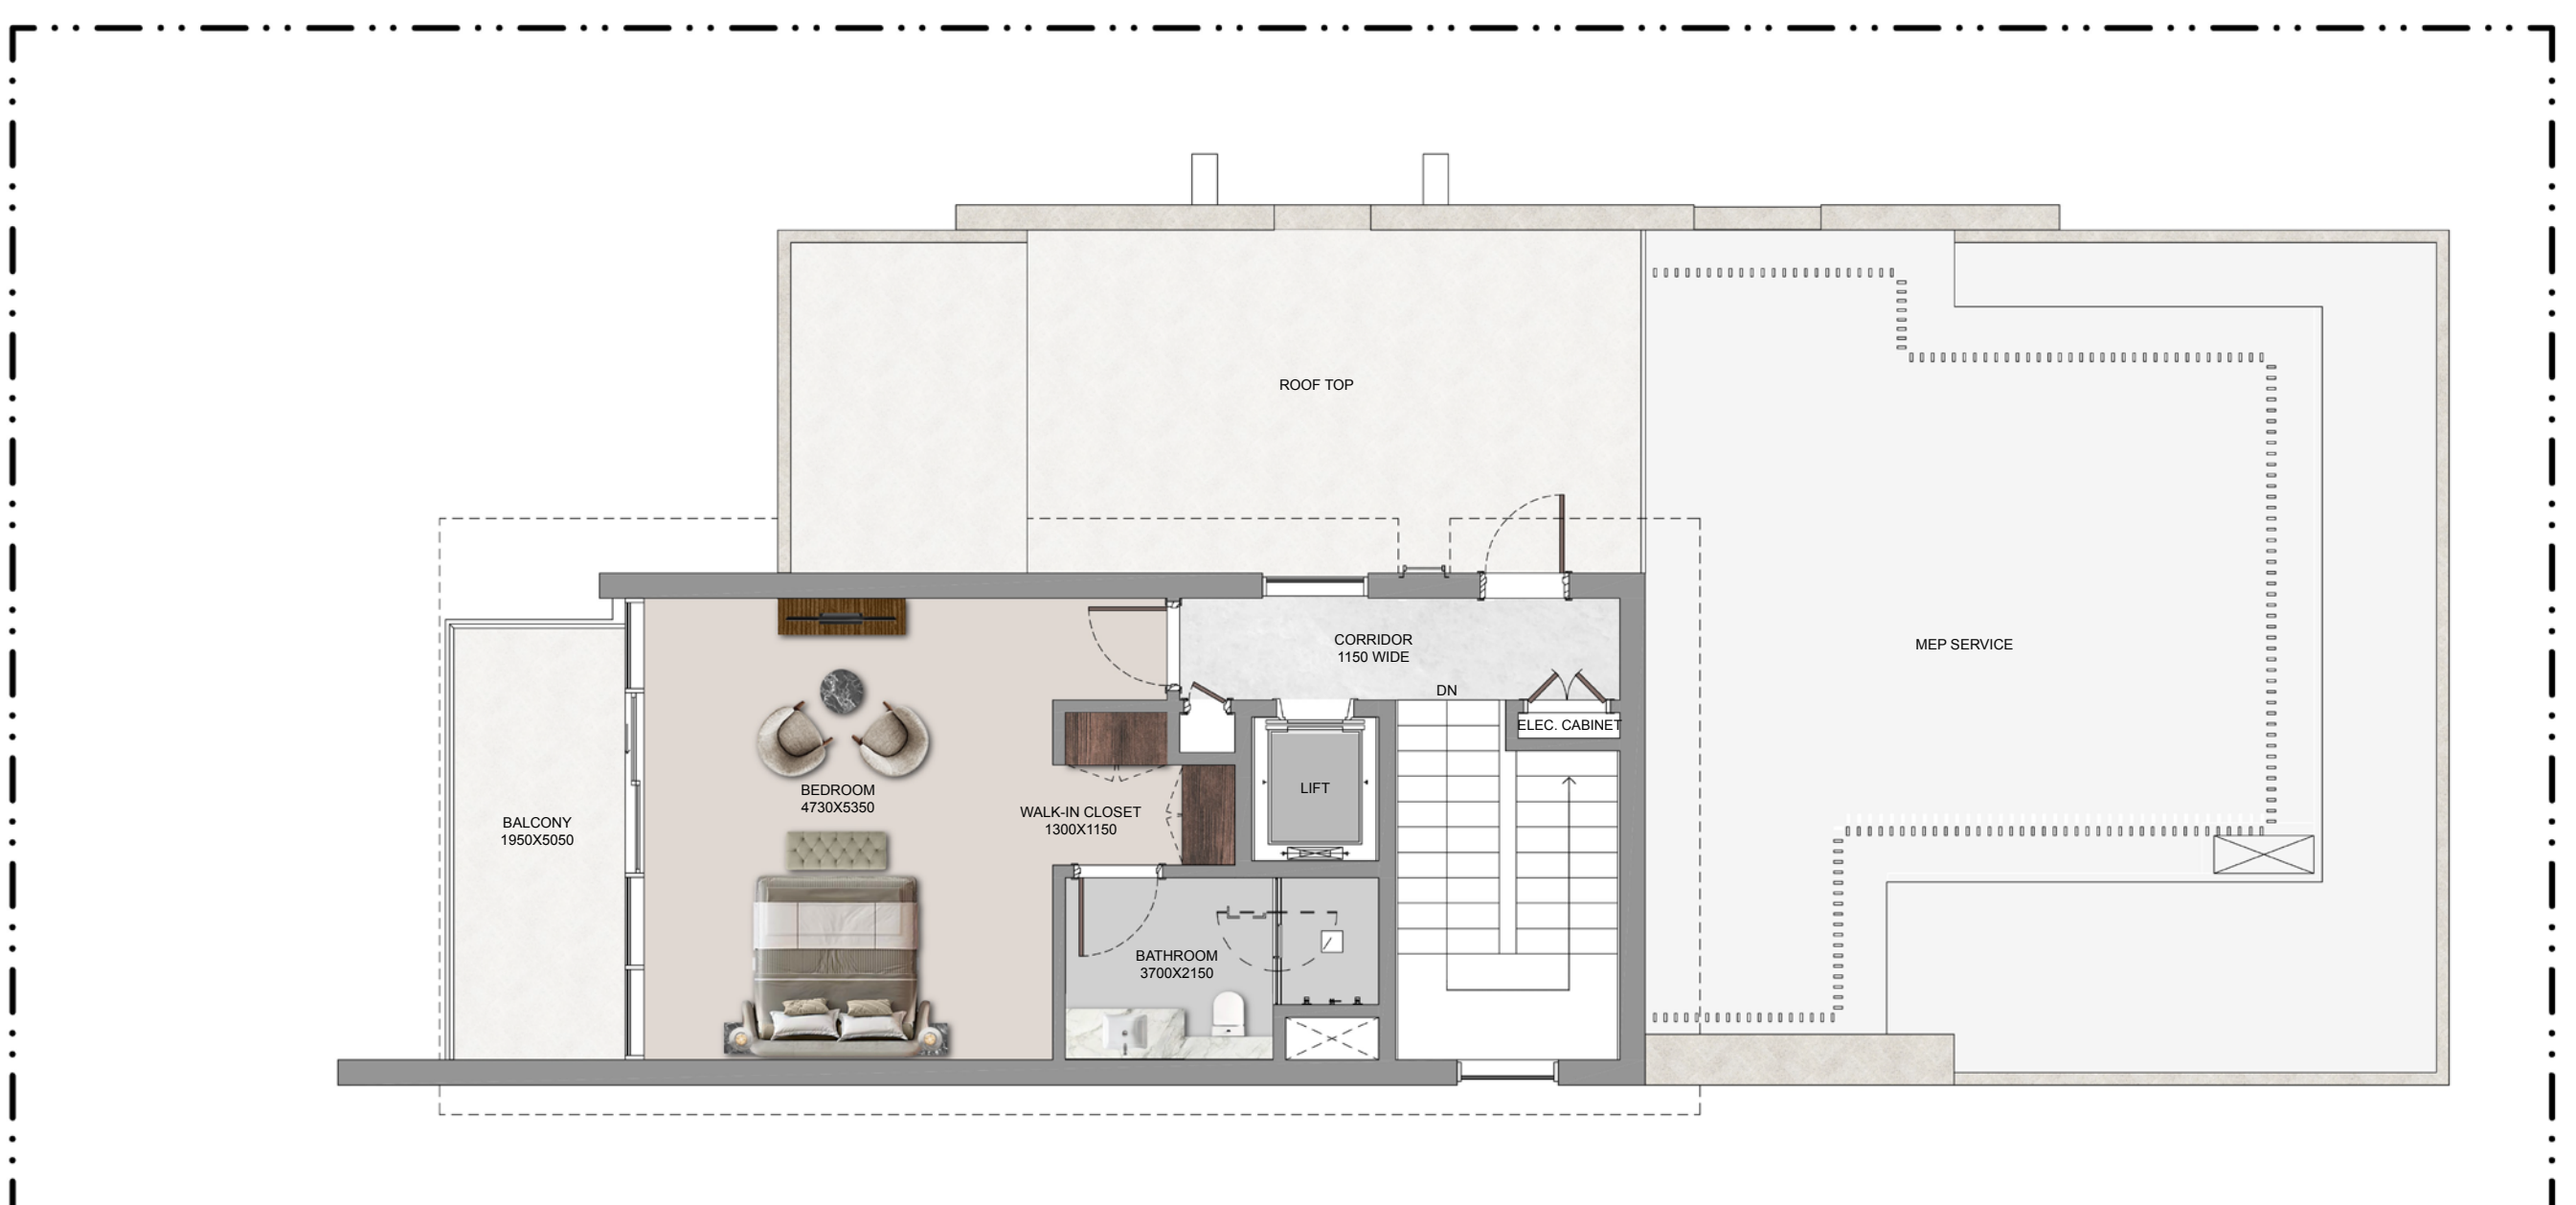 ROOF TOP
CORRIDOR
1150 WIDE
MEP SERVICE
DN
ELEC. CABINET
LIFT
BEDROOM
4730X5350
WALK-IN CLOSET
1300X1150
BALCONY
1950X5050
BATHROOM
3700X2150